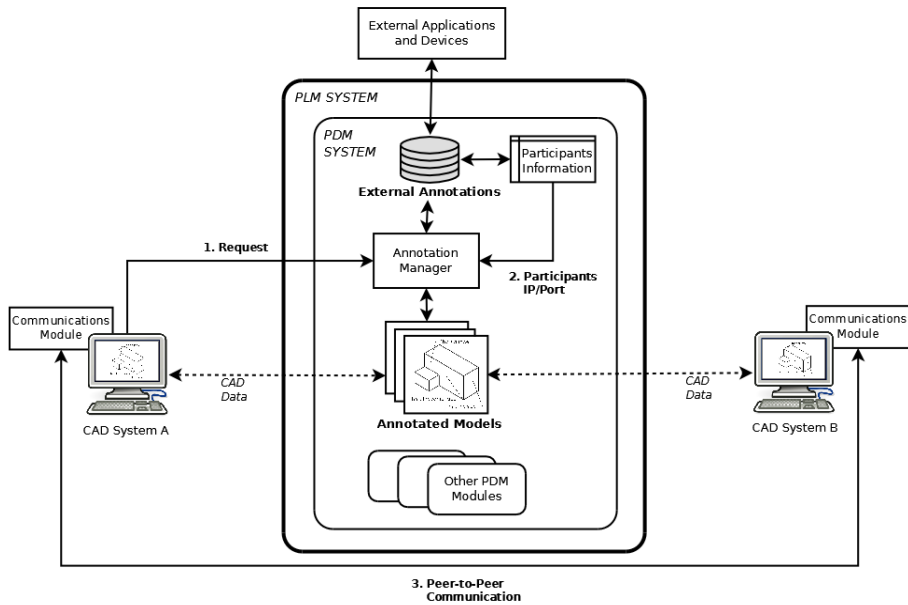 External Applications
and Devices
PLM SYSTEM
PDM
SYSTEM
Participants
Information
External Annotations
1. Request
Annotation
Manager
2. Participants
IP/Port
Communications
Module
Communications
Module
CAD
Data
CAD
Data
CAD System A
Annotated Models
CAD System B
Other PDM
Modules
3. Peer-to-Peer
Communication